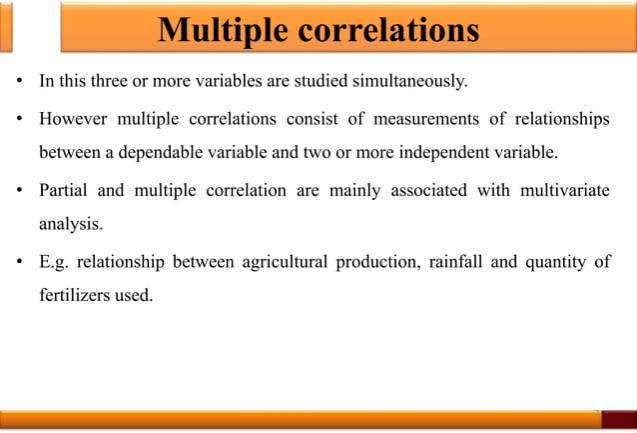 Multiple correlations
• In this three or more variables are studied simultaneously.
• However multiple correlations consist of measurements of relationships
between a dependable variable and two or more independent variable.
• Partial and multiple correlation are mainly associated with multivariate
analysis.
• E.g. relationship between agricultural production, rainfall and quantity of
fertilizers used.